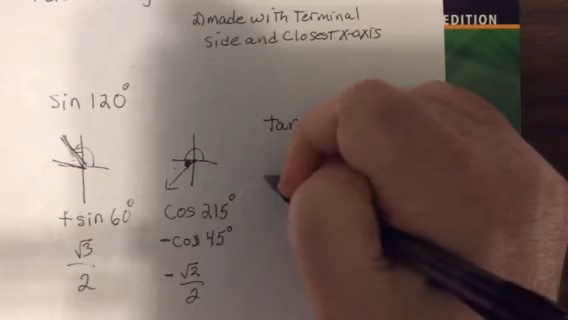 2) made with Terminal
side and Closest x-axis
EDITION
sin 120°
tan
+ sin 60°
√3
2
cos 215°
-cos 45°
- √2
2